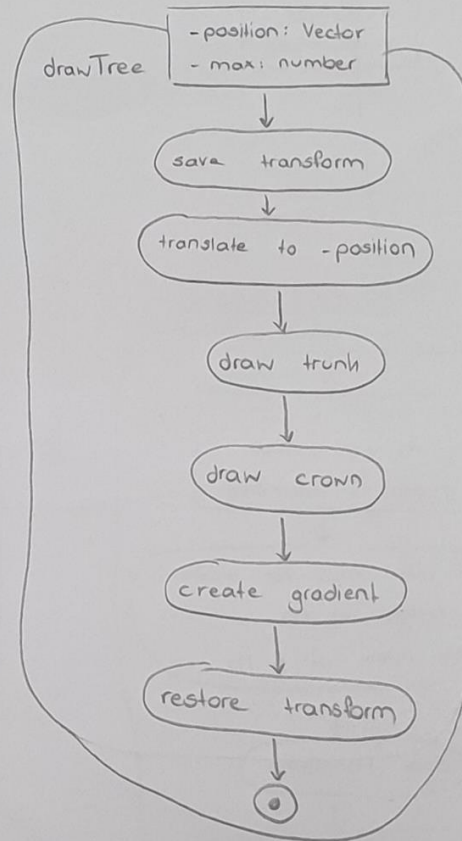 -position: Vector
drawTree
- max: number
save transform
translate to -position
draw trunk
draw crown
create gradient
restore transform